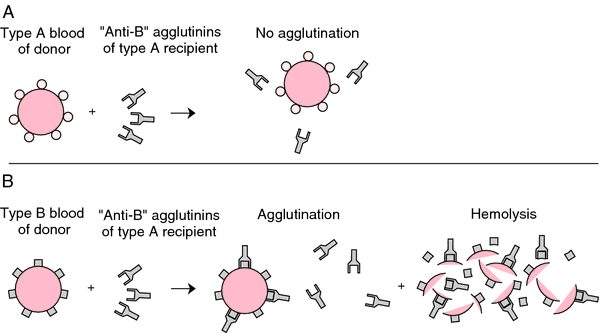 A
Type A blood
of donor
"Anti-B" agglutinins
of type A recipient
No agglutination
+
B
Type B blood
of donor
"Anti-B" agglutinins
of type A recipient
Agglutination
Hemolysis
+
+